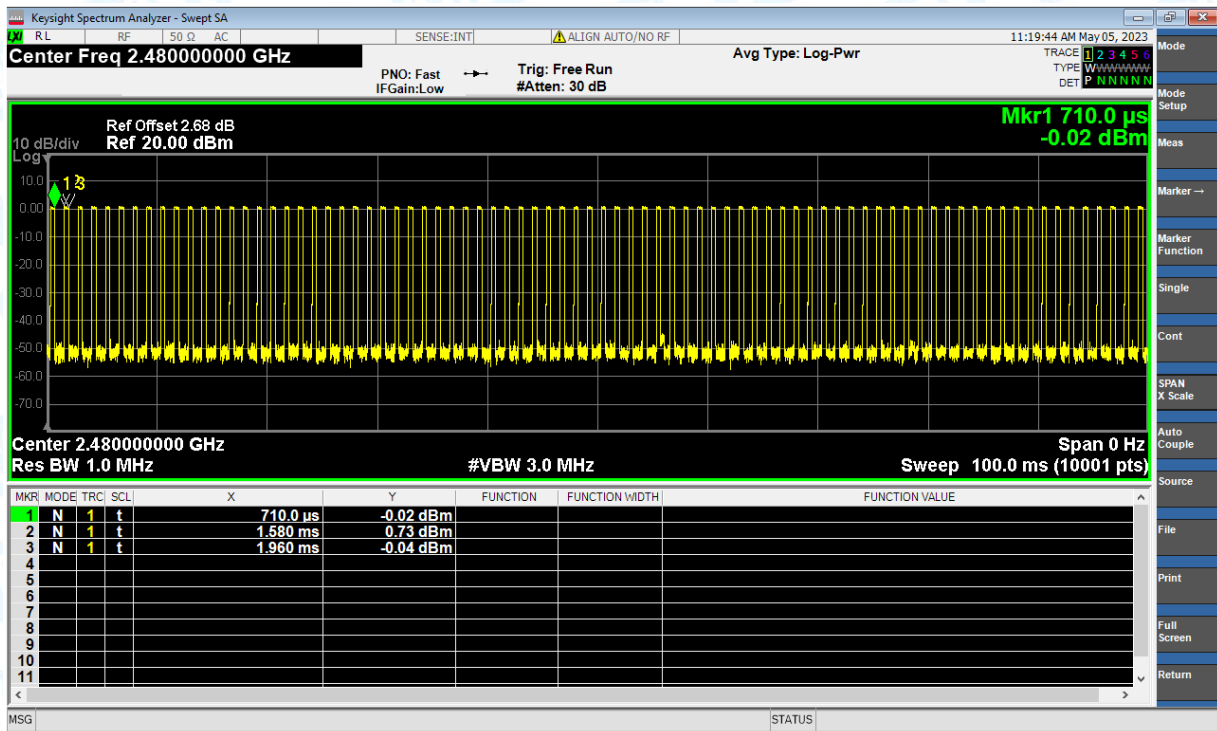 Keysight Spectrum Analyzer - Swept SA
LXI RL RF 50 Ω AC SENSE:INT ALIGN AUTO/NO RF 11:19:44 AM May 05, 2023
Center Freq 2.480000000 GHz
PNO: Fast
IFGain:Low
Trig: Free Run
#Atten: 30 dB
Avg Type: Log-Pwr
TRACE 1 2 3 4 5 6
TYPE WWWWWW
DET P N N N N N
Ref Offset 2.68 dB
10 dB/div Ref 20.00 dBm
Log
Mkr1 710.0 µs
-0.02 dBm
10.0
0.00
-10.0
-20.0
-30.0
-40.0
-50.0
-60.0
-70.0
1 2 3
Center 2.480000000 GHz Span 0 Hz
Res BW 1.0 MHz #VBW 3.0 MHz Sweep 100.0 ms (10001 pts)
MKR MODE TRC SCL X Y FUNCTION FUNCTION WIDTH FUNCTION VALUE
1 N 1 t 710.0 µs -0.02 dBm
2 N 1 t 1.580 ms 0.73 dBm
3 N 1 t 1.960 ms -0.04 dBm
4
5
6
7
8
9
10
11
MSG STATUS
Mode
Mode
Setup
Meas
Marker →
Marker
Function
Single
Cont
SPAN
X Scale
Auto
Couple
Source
File
Print
Full
Screen
Return